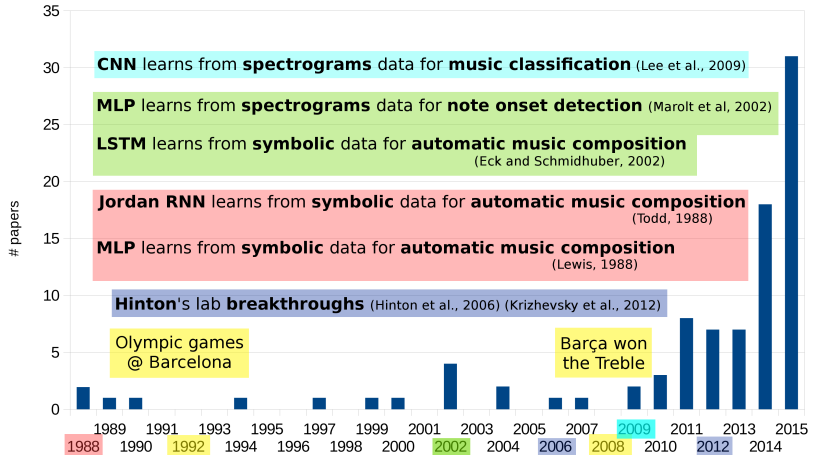 35
30
25
20
15
10
5
0
# papers
CNN learns from spectrograms data for music classification (Lee et al., 2009)
MLP learns from spectrograms data for note onset detection (Marolt et al, 2002)
LSTM learns from symbolic data for automatic music composition
(Eck and Schmidhuber, 2002)
Jordan RNN learns from symbolic data for automatic music composition
(Todd, 1988)
MLP learns from symbolic data for automatic music composition
(Lewis, 1988)
Hinton's lab breakthroughs (Hinton et al., 2006) (Krizhevsky et al., 2012)
Olympic games
@ Barcelona
Barça won
the Treble
1989 1991 1993 1995 1997 1999 2001 2003 2005 2007 2009 2011 2013 2015
1988 1990 1992 1994 1996 1998 2000 2002 2004 2006 2008 2010 2012 2014